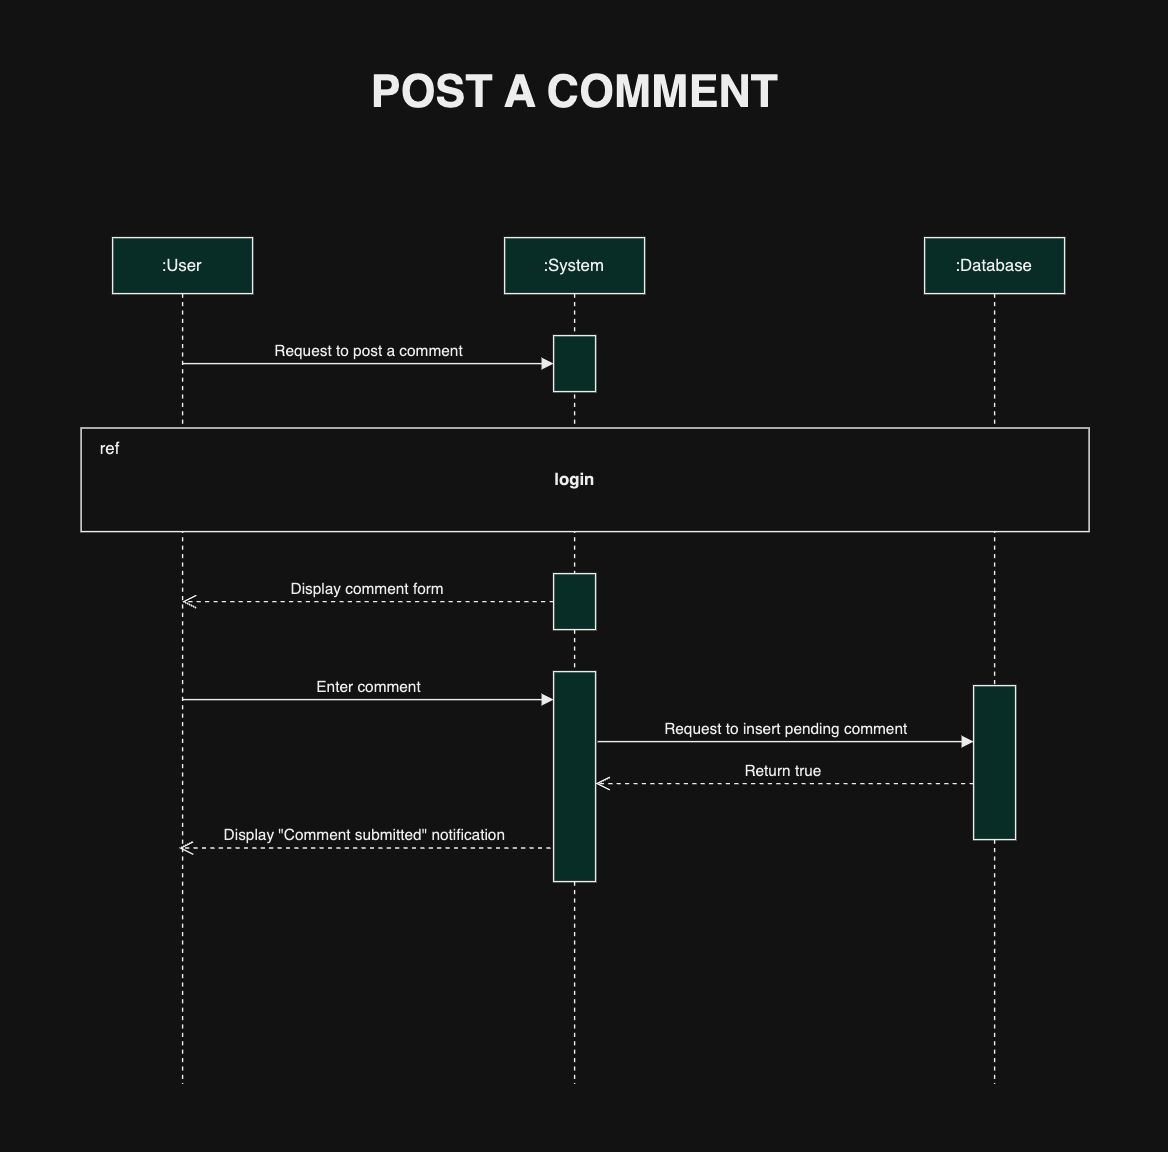 POST A COMMENT
:User
:System
:Database
Request to post a comment
ref
login
Display comment form
Enter comment
Request to insert pending comment
Return true
Display "Comment submitted" notification